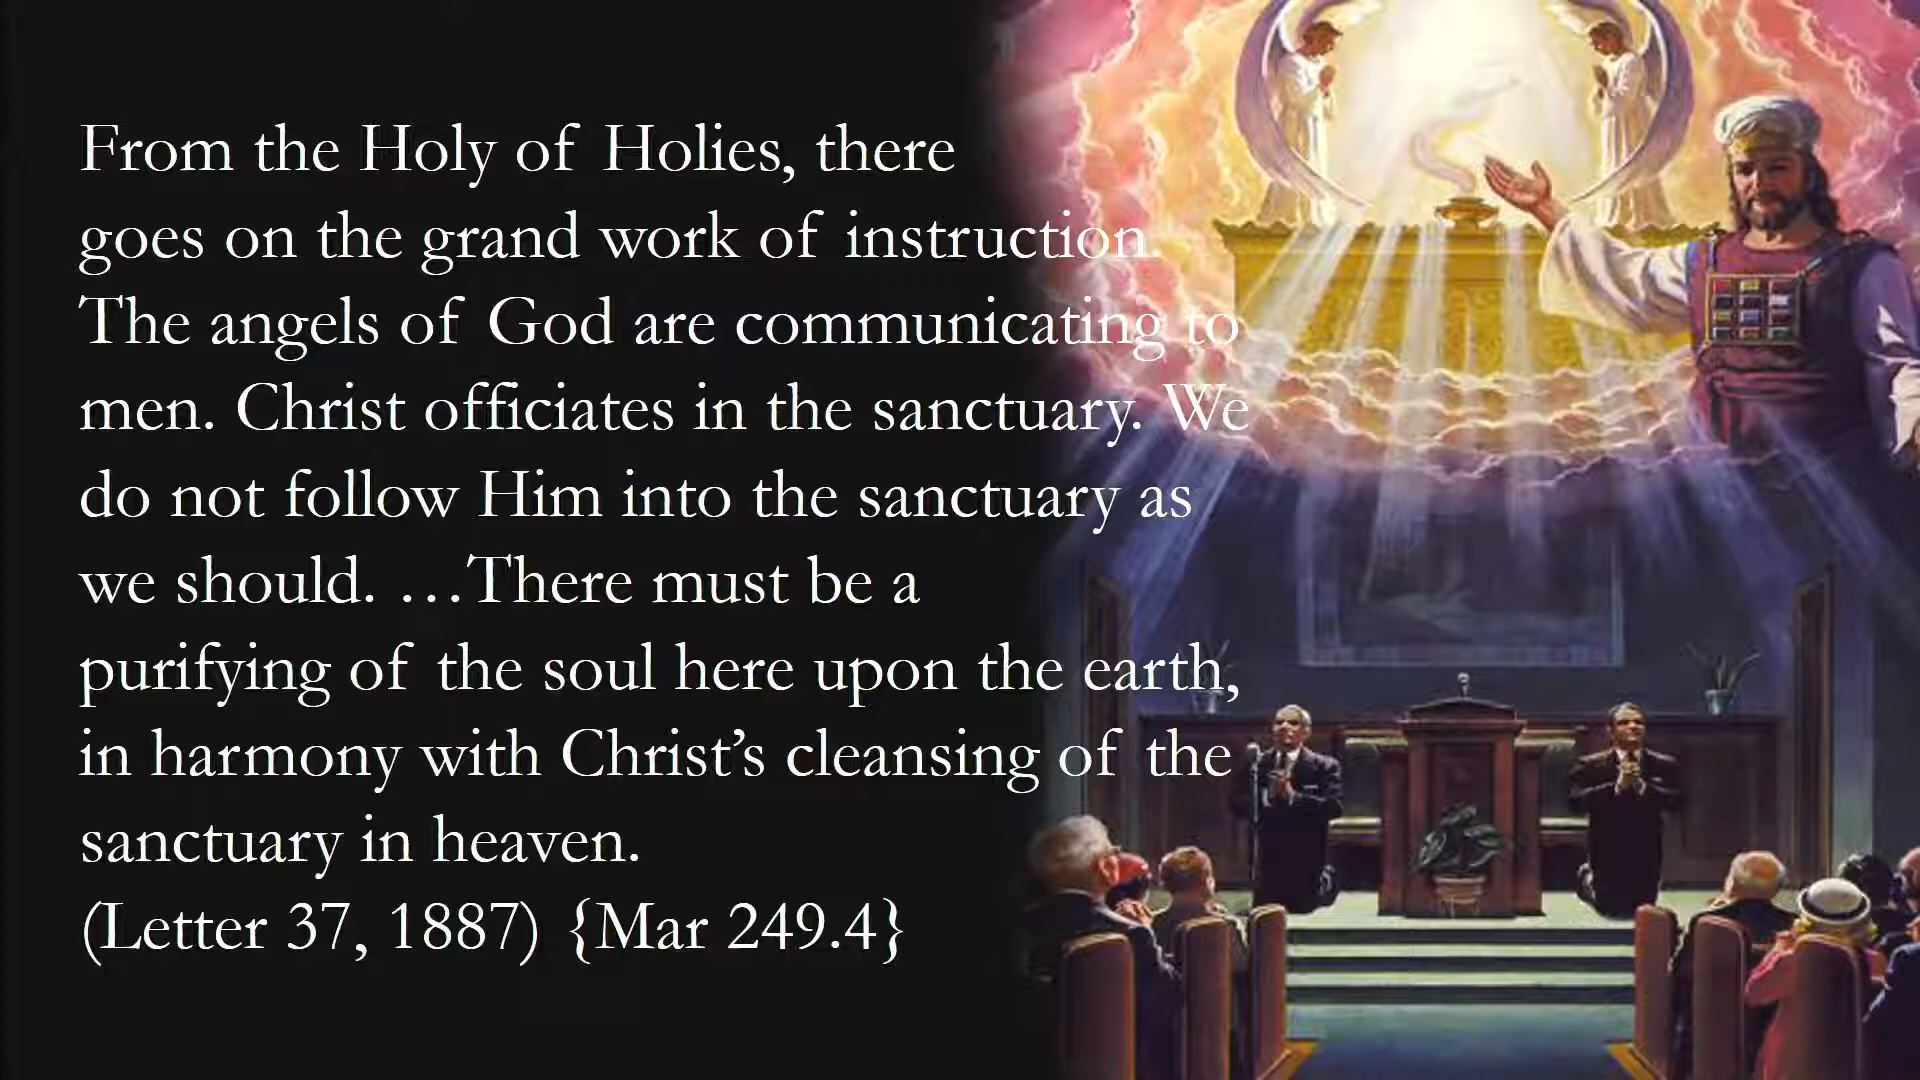 From the Holy of Holies, there
goes on the grand work of instruction.
The angels of God are communicating to
men. Christ officiates in the sanctuary. We
do not follow Him into the sanctuary as
we should. …There must be a
purifying of the soul here upon the earth,
in harmony with Christ’s cleansing of the
sanctuary in heaven.
(Letter 37, 1887) {Mar 249.4}